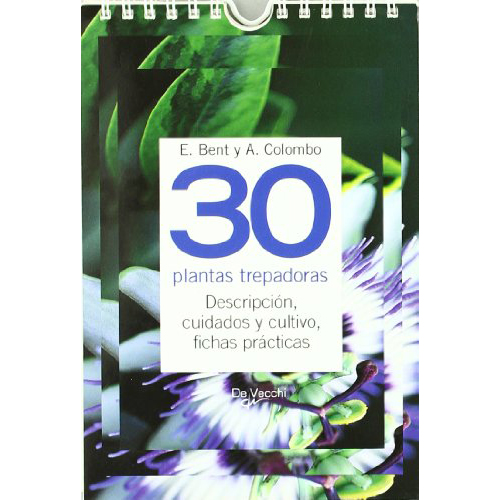 E. Bent y A. Colombo
30
plantas trepadoras
Descripción,
cuidados y cultivo,
fichas prácticas
De Vecchi